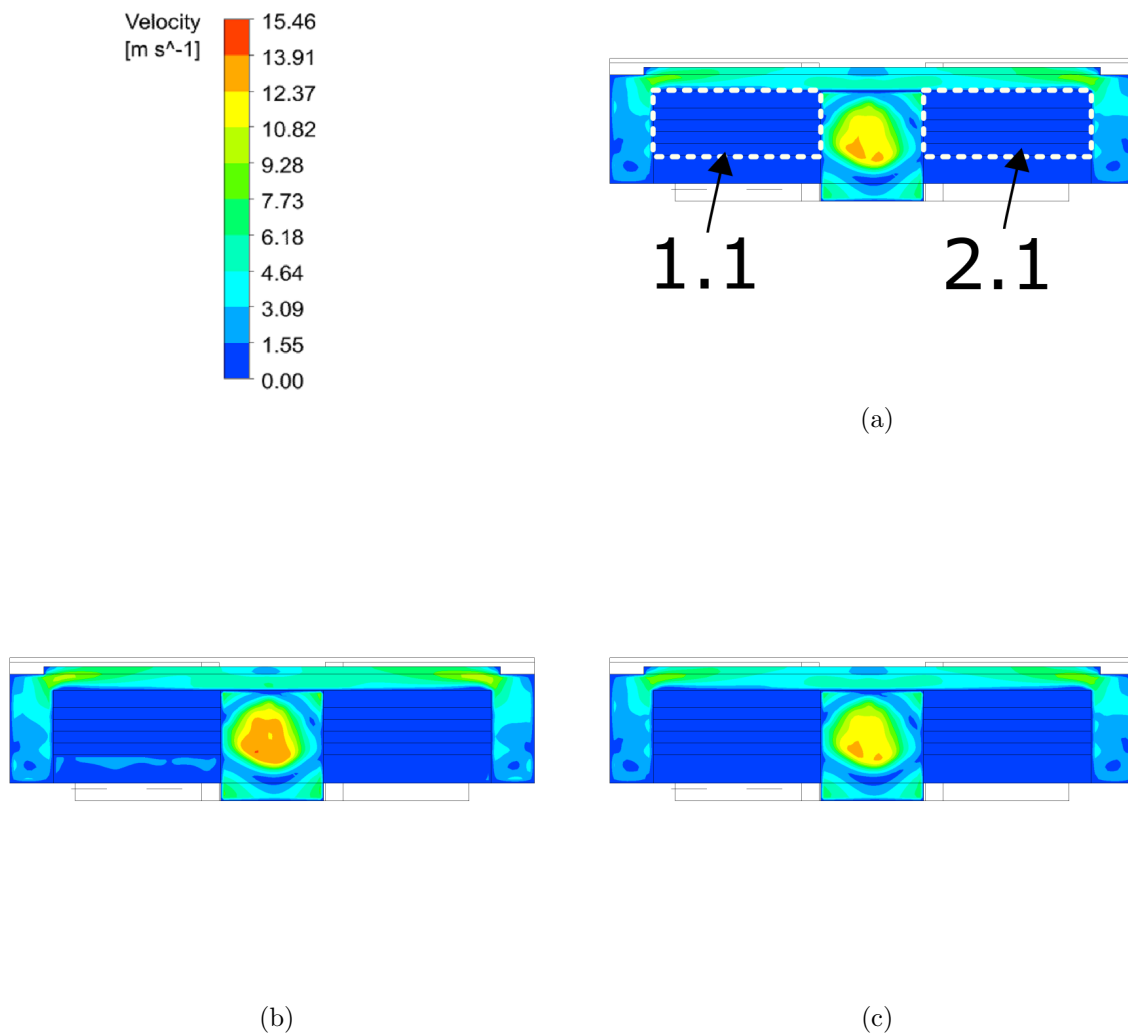 Velocity
[m s^-1]
15.46
13.91
12.37
10.82
9.28
7.73
6.18
4.64
3.09
1.55
0.00
1.1
2.1
(a)
(b)
(c)